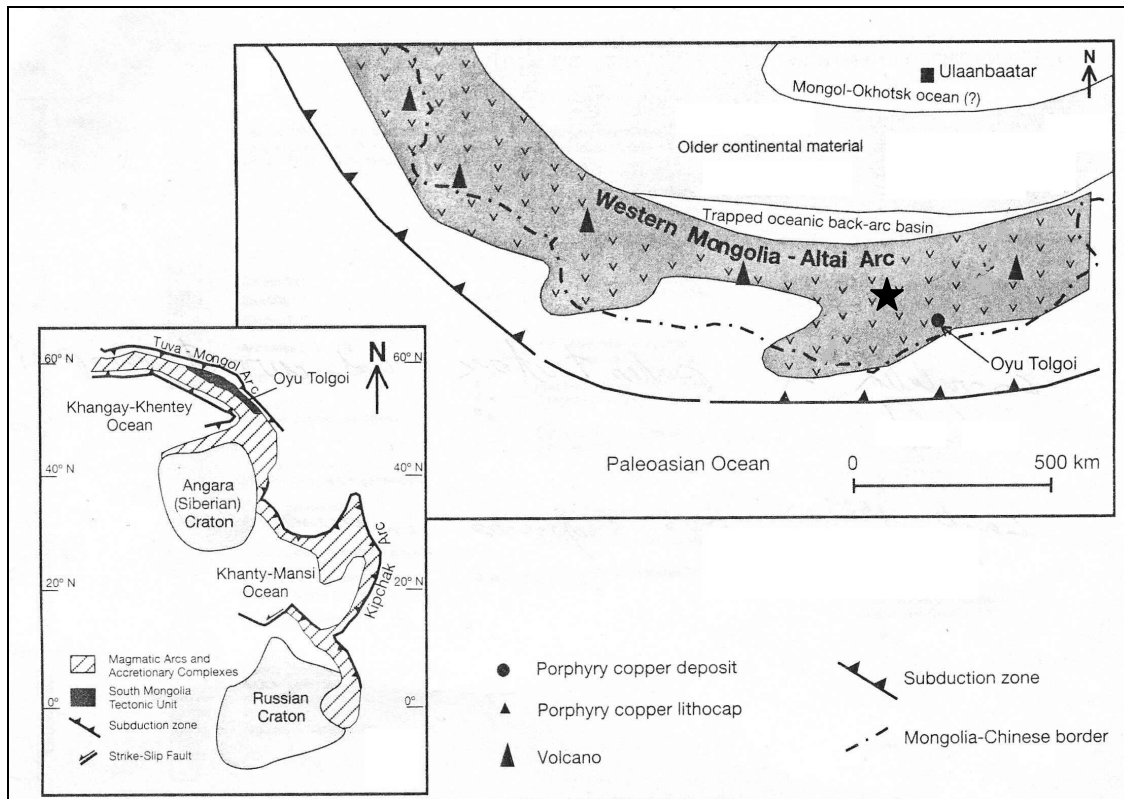 Ulaanbaatar
N
Mongol-Okhotsk ocean (?)
Older continental material
Trapped oceanic back-arc basin
Western Mongolia - Altai Arc
Oyu Tolgoi
Paleoasian Ocean
0 500 km
60° N
60° N
Tuva - Mongol Arc
N
Oyu Tolgoi
Khangay-Khentey
Ocean
40° N
40° N
Angara
(Siberian)
Craton
Khanty-Mansi
Ocean
Kipchak Arc
20° N
20° N
Magmatic Arcs and
Accretionary Complexes
South Mongolia
Tectonic Unit
Subduction zone
Strike-Slip Fault
Russian
Craton
0°
0°
Porphyry copper deposit
Porphyry copper lithocap
Volcano
Subduction zone
Mongolia-Chinese border